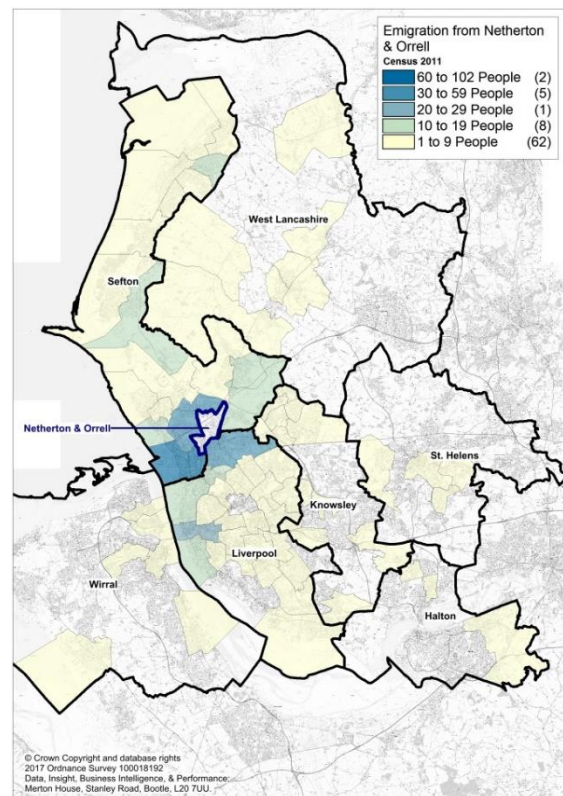 Emigration from Netherton
& Orrell
Census 2011
60 to 102 People (2)
30 to 59 People (5)
20 to 29 People (1)
10 to 19 People (8)
1 to 9 People (62)
West Lancashire
Sefton
Netherton & Orrell
St. Helens
Knowsley
Liverpool
Wirral
Halton
© Crown Copyright and database rights
2017 Ordnance Survey 100018192
Data, Insight, Business Intelligence, & Performance:
Merton House, Stanley Road, Bootle, L20 7UU.